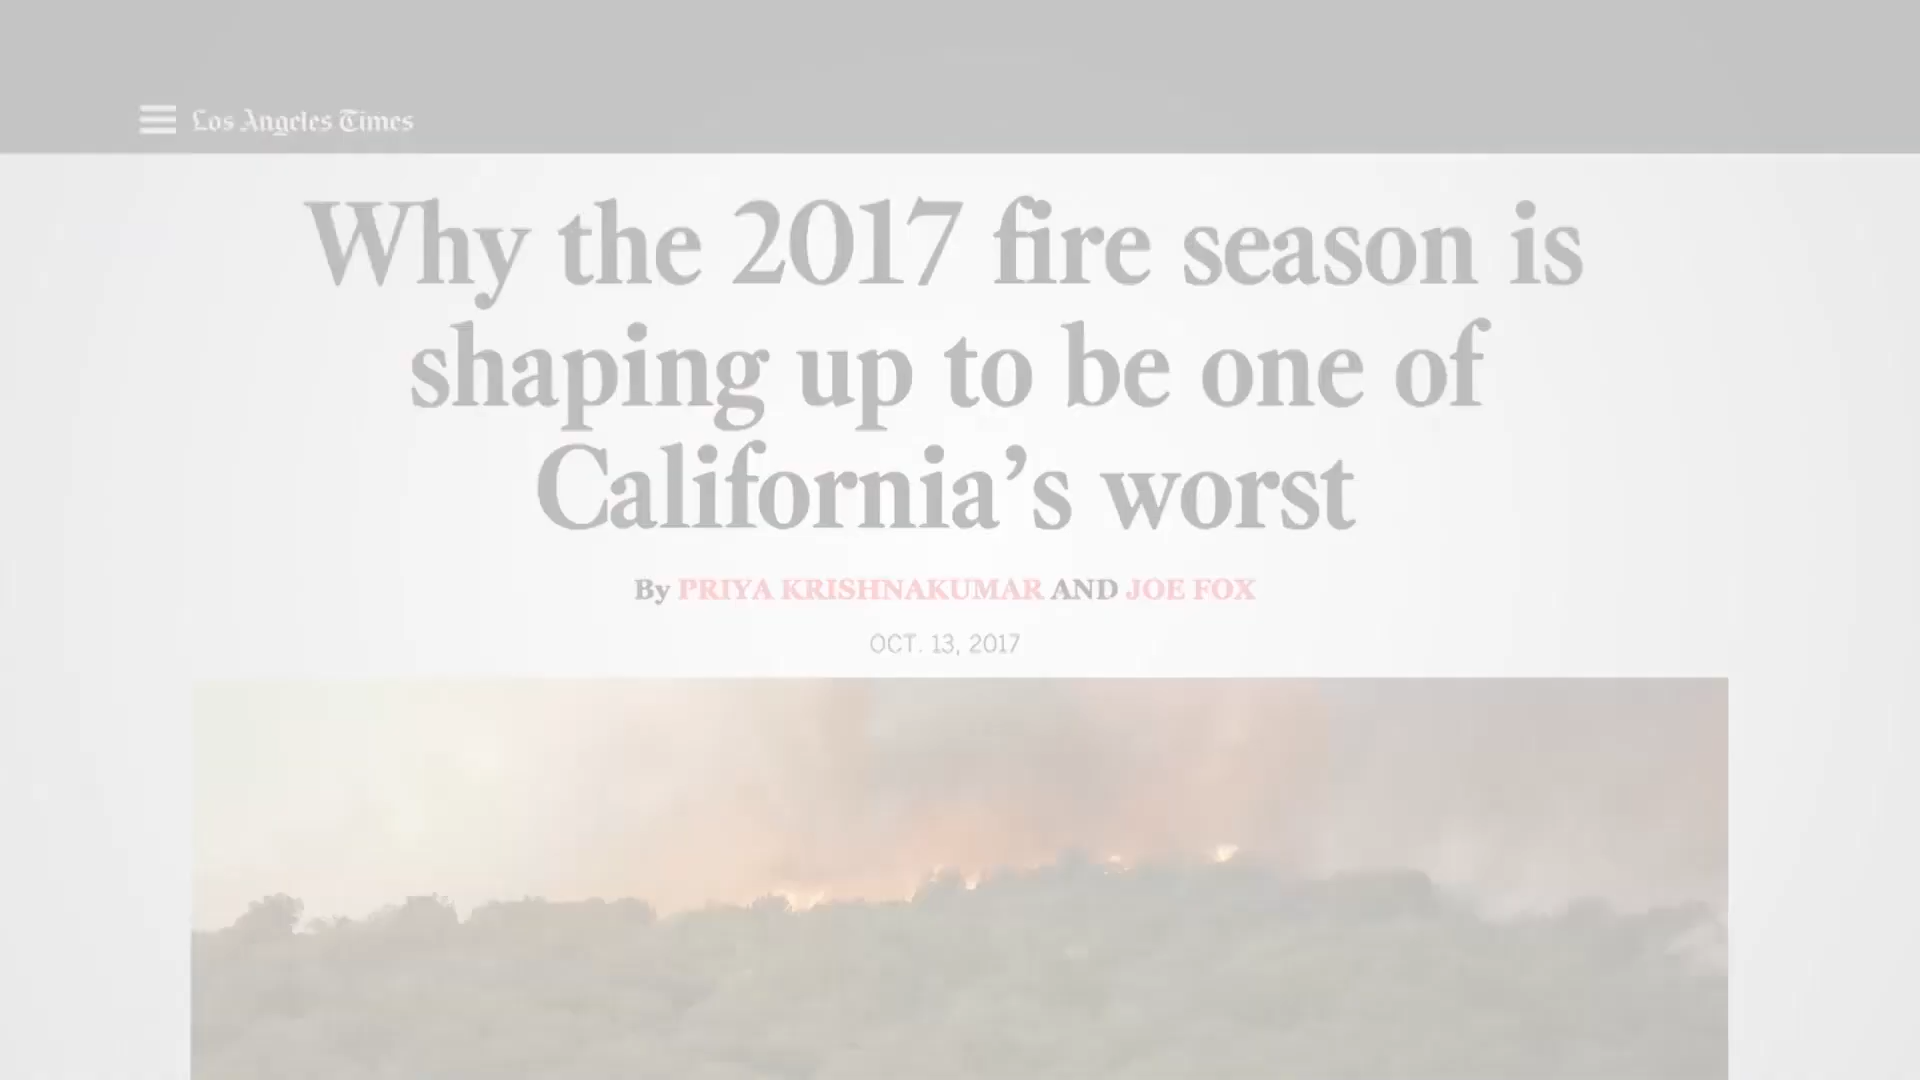 Los Angeles Times
Why the 2017 fire season is
shaping up to be one of
California’s worst
By PRIYA KRISHNAKUMAR AND JOE FOX
OCT. 13, 2017